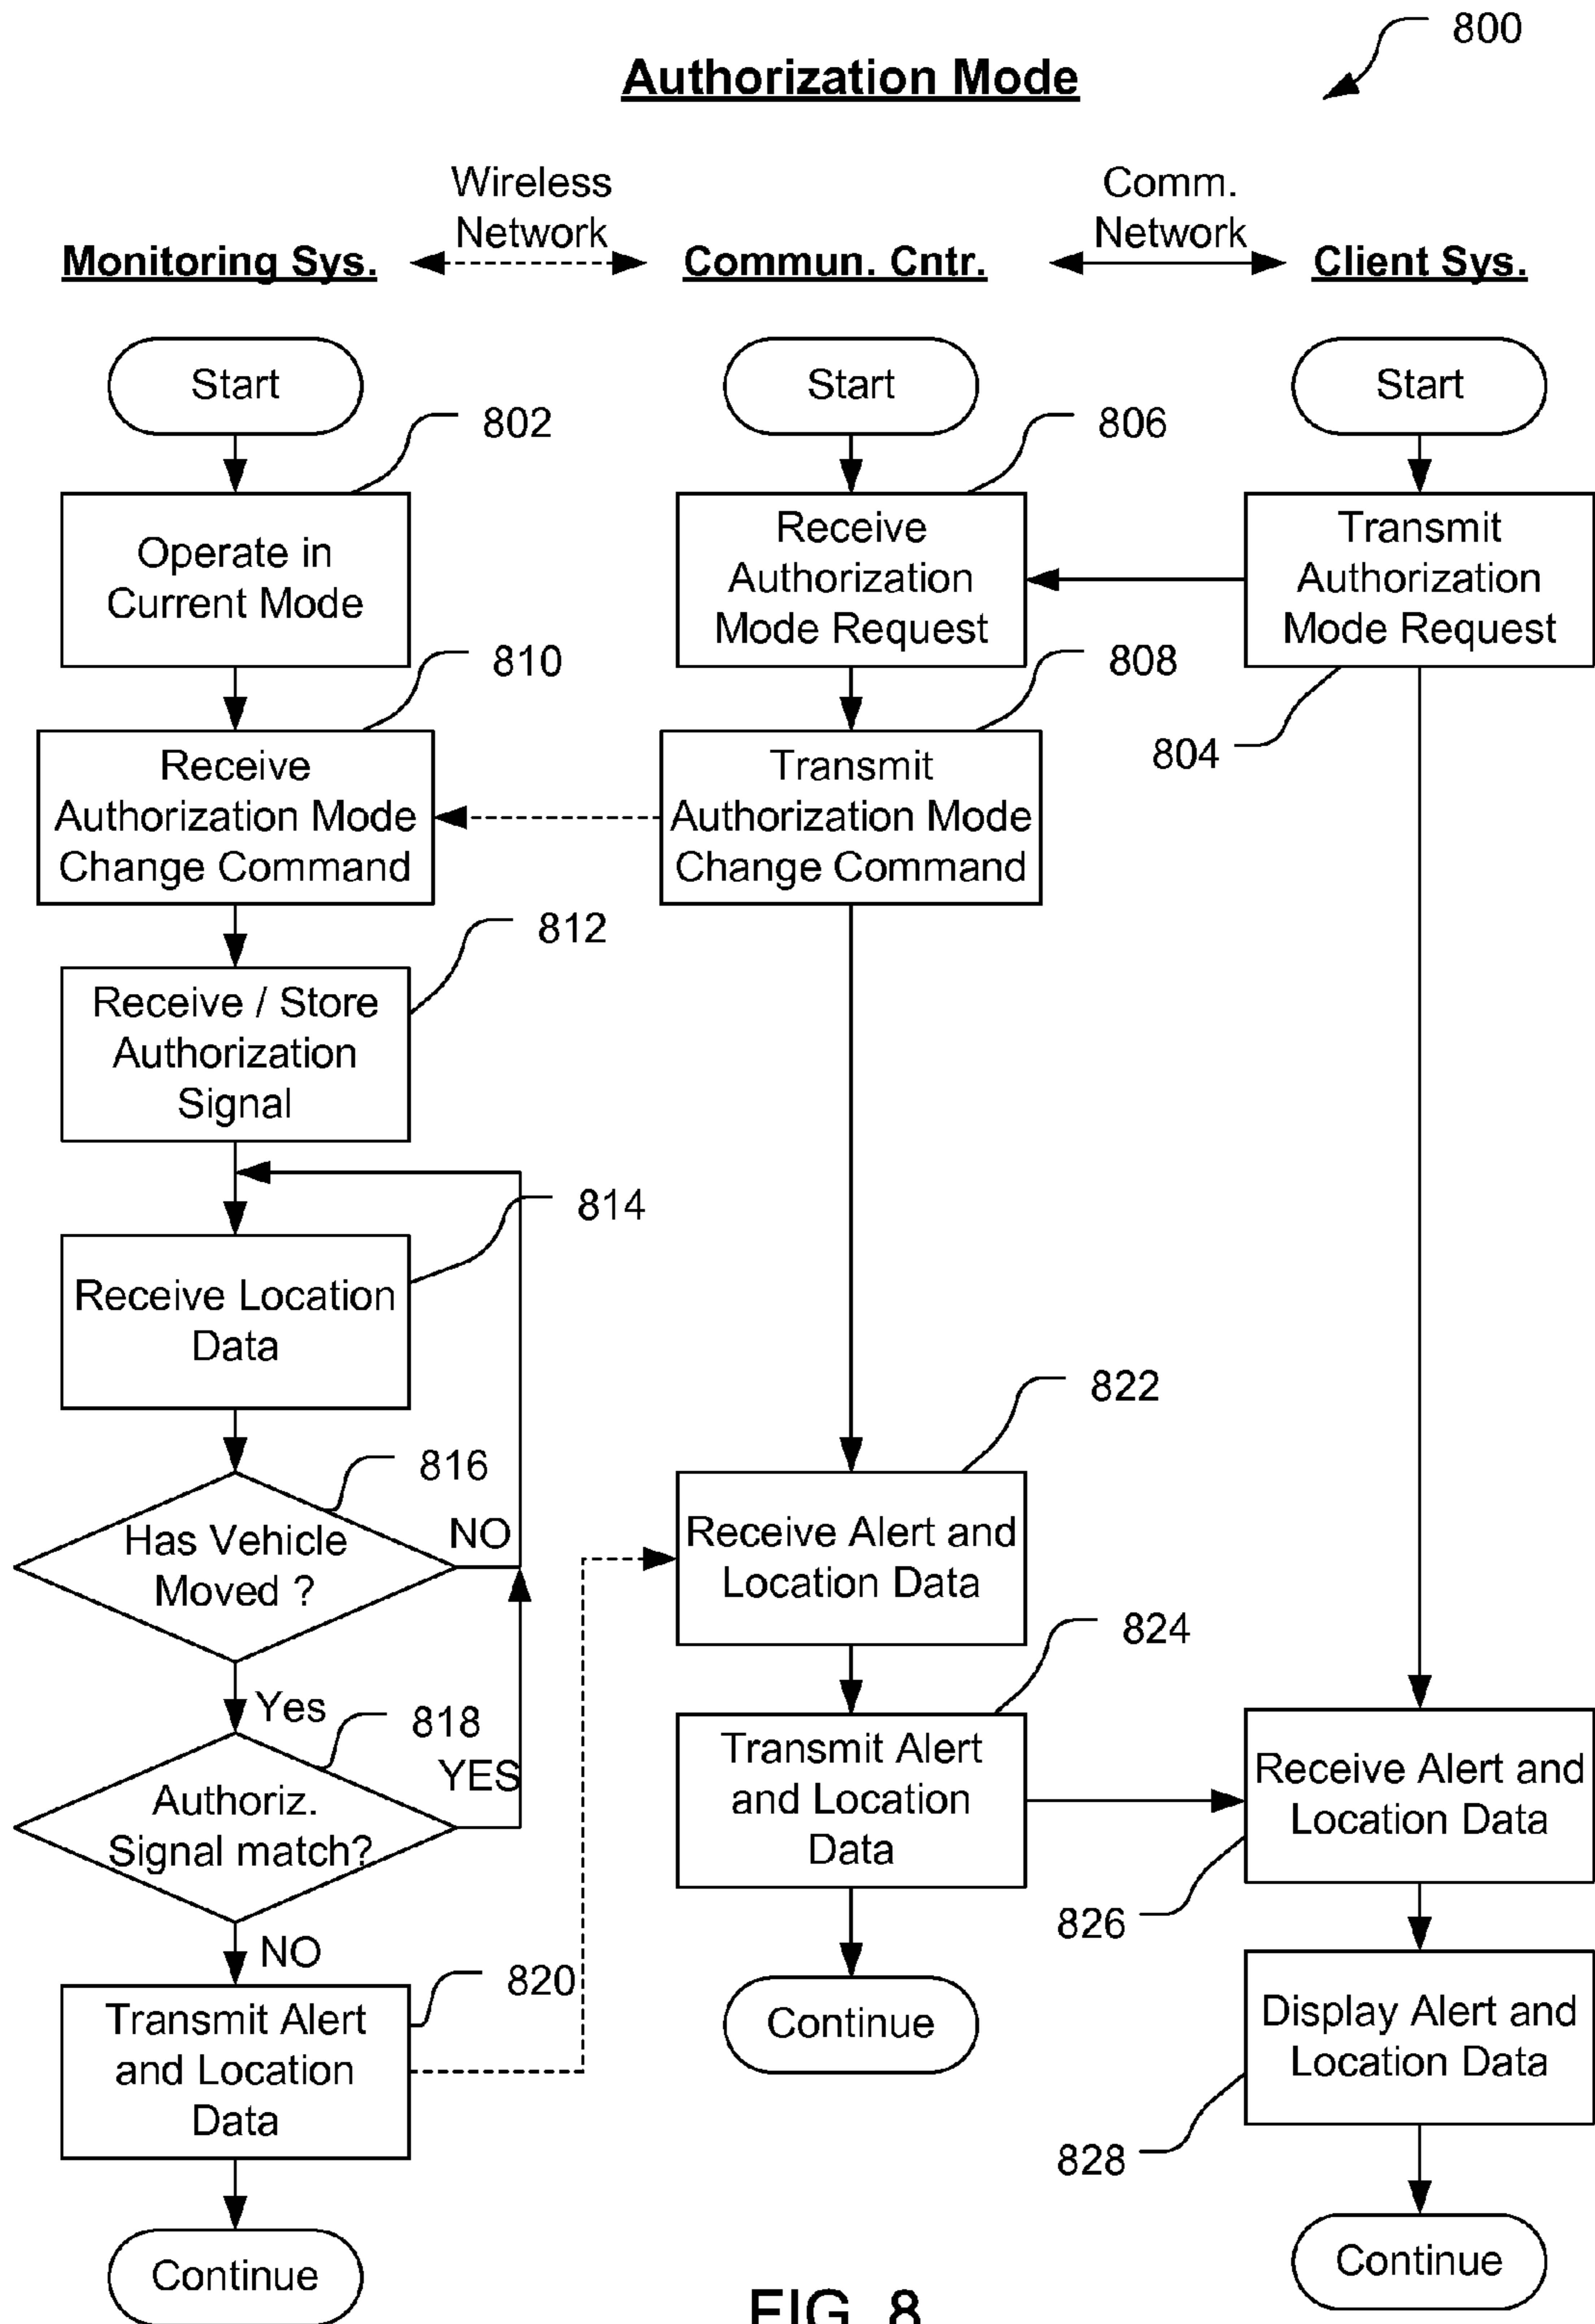 800
Authorization Mode
Wireless
Network
Comm.
Network
Monitoring Sys.
Commun. Cntr.
Client Sys.
Start
Start
Start
802
806
Operate in
Current Mode
Receive
Authorization
Mode Request
Transmit
Authorization
Mode Request
810
808
804
Receive
Authorization Mode
Change Command
Transmit
Authorization Mode
Change Command
812
Receive / Store
Authorization
Signal
814
Receive Location
Data
822
816
Has Vehicle
Moved ?
NO
Receive Alert and
Location Data
824
Yes
818
YES
Authoriz.
Signal match?
Transmit Alert
and Location
Data
Receive Alert and
Location Data
826
NO
820
Transmit Alert
and Location
Data
Continue
Display Alert and
Location Data
828
Continue
Continue
FIG. 8